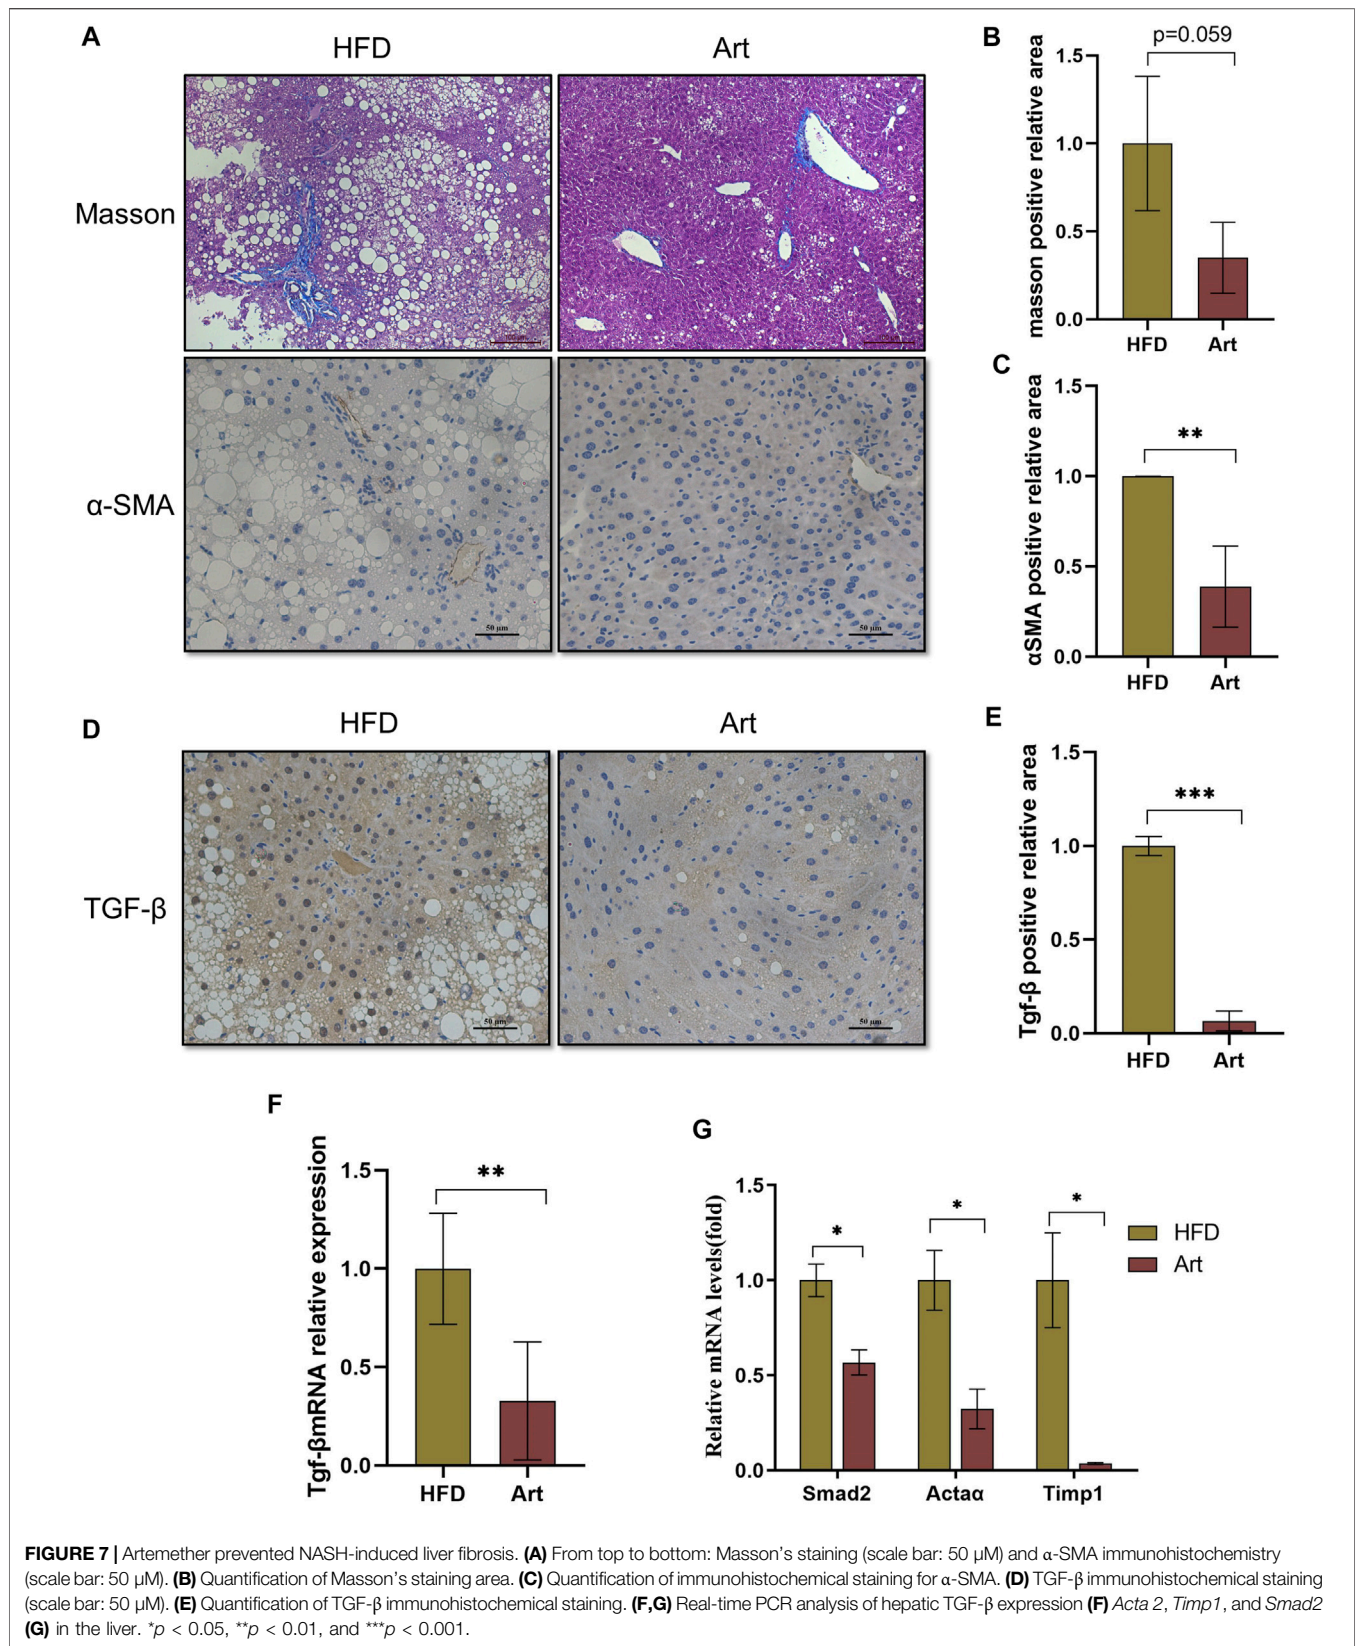 A
HFD
Art
Masson
α-SMA
50 μm
50 μm
B
p=0.059
masson positive relative area
1.5
1.0
0.5
0.0
HFD
Art
C
αSMA positive relative area
1.5
**
1.0
0.5
0.0
HFD
Art
D
HFD
Art
TGF-β
50 μm
50 μm
E
Tgf-β positive relative area
1.5
***
1.0
0.5
0.0
HFD
Art
F
Tgf-βmRNA relative expression
1.5
**
1.0
0.5
0.0
HFD
Art
G
Relative mRNA levels(fold)
1.5
1.0
0.5
0.0
*
*
*
HFD
Art
Smad2
Actaα
Timp1
FIGURE 7 | Artemether prevented NASH-induced liver fibrosis. (A) From top to bottom: Masson's staining (scale bar: 50 μM) and α-SMA immunohistochemistry
(scale bar: 50 μM). (B) Quantification of Masson's staining area. (C) Quantification of immunohistochemical staining for α-SMA. (D) TGF-β immunohistochemical staining
(scale bar: 50 μM). (E) Quantification of TGF-β immunohistochemical staining. (F,G) Real-time PCR analysis of hepatic TGF-β expression (F) Acta 2, Timp1, and Smad2
(G) in the liver. *p < 0.05, **p < 0.01, and ***p < 0.001.